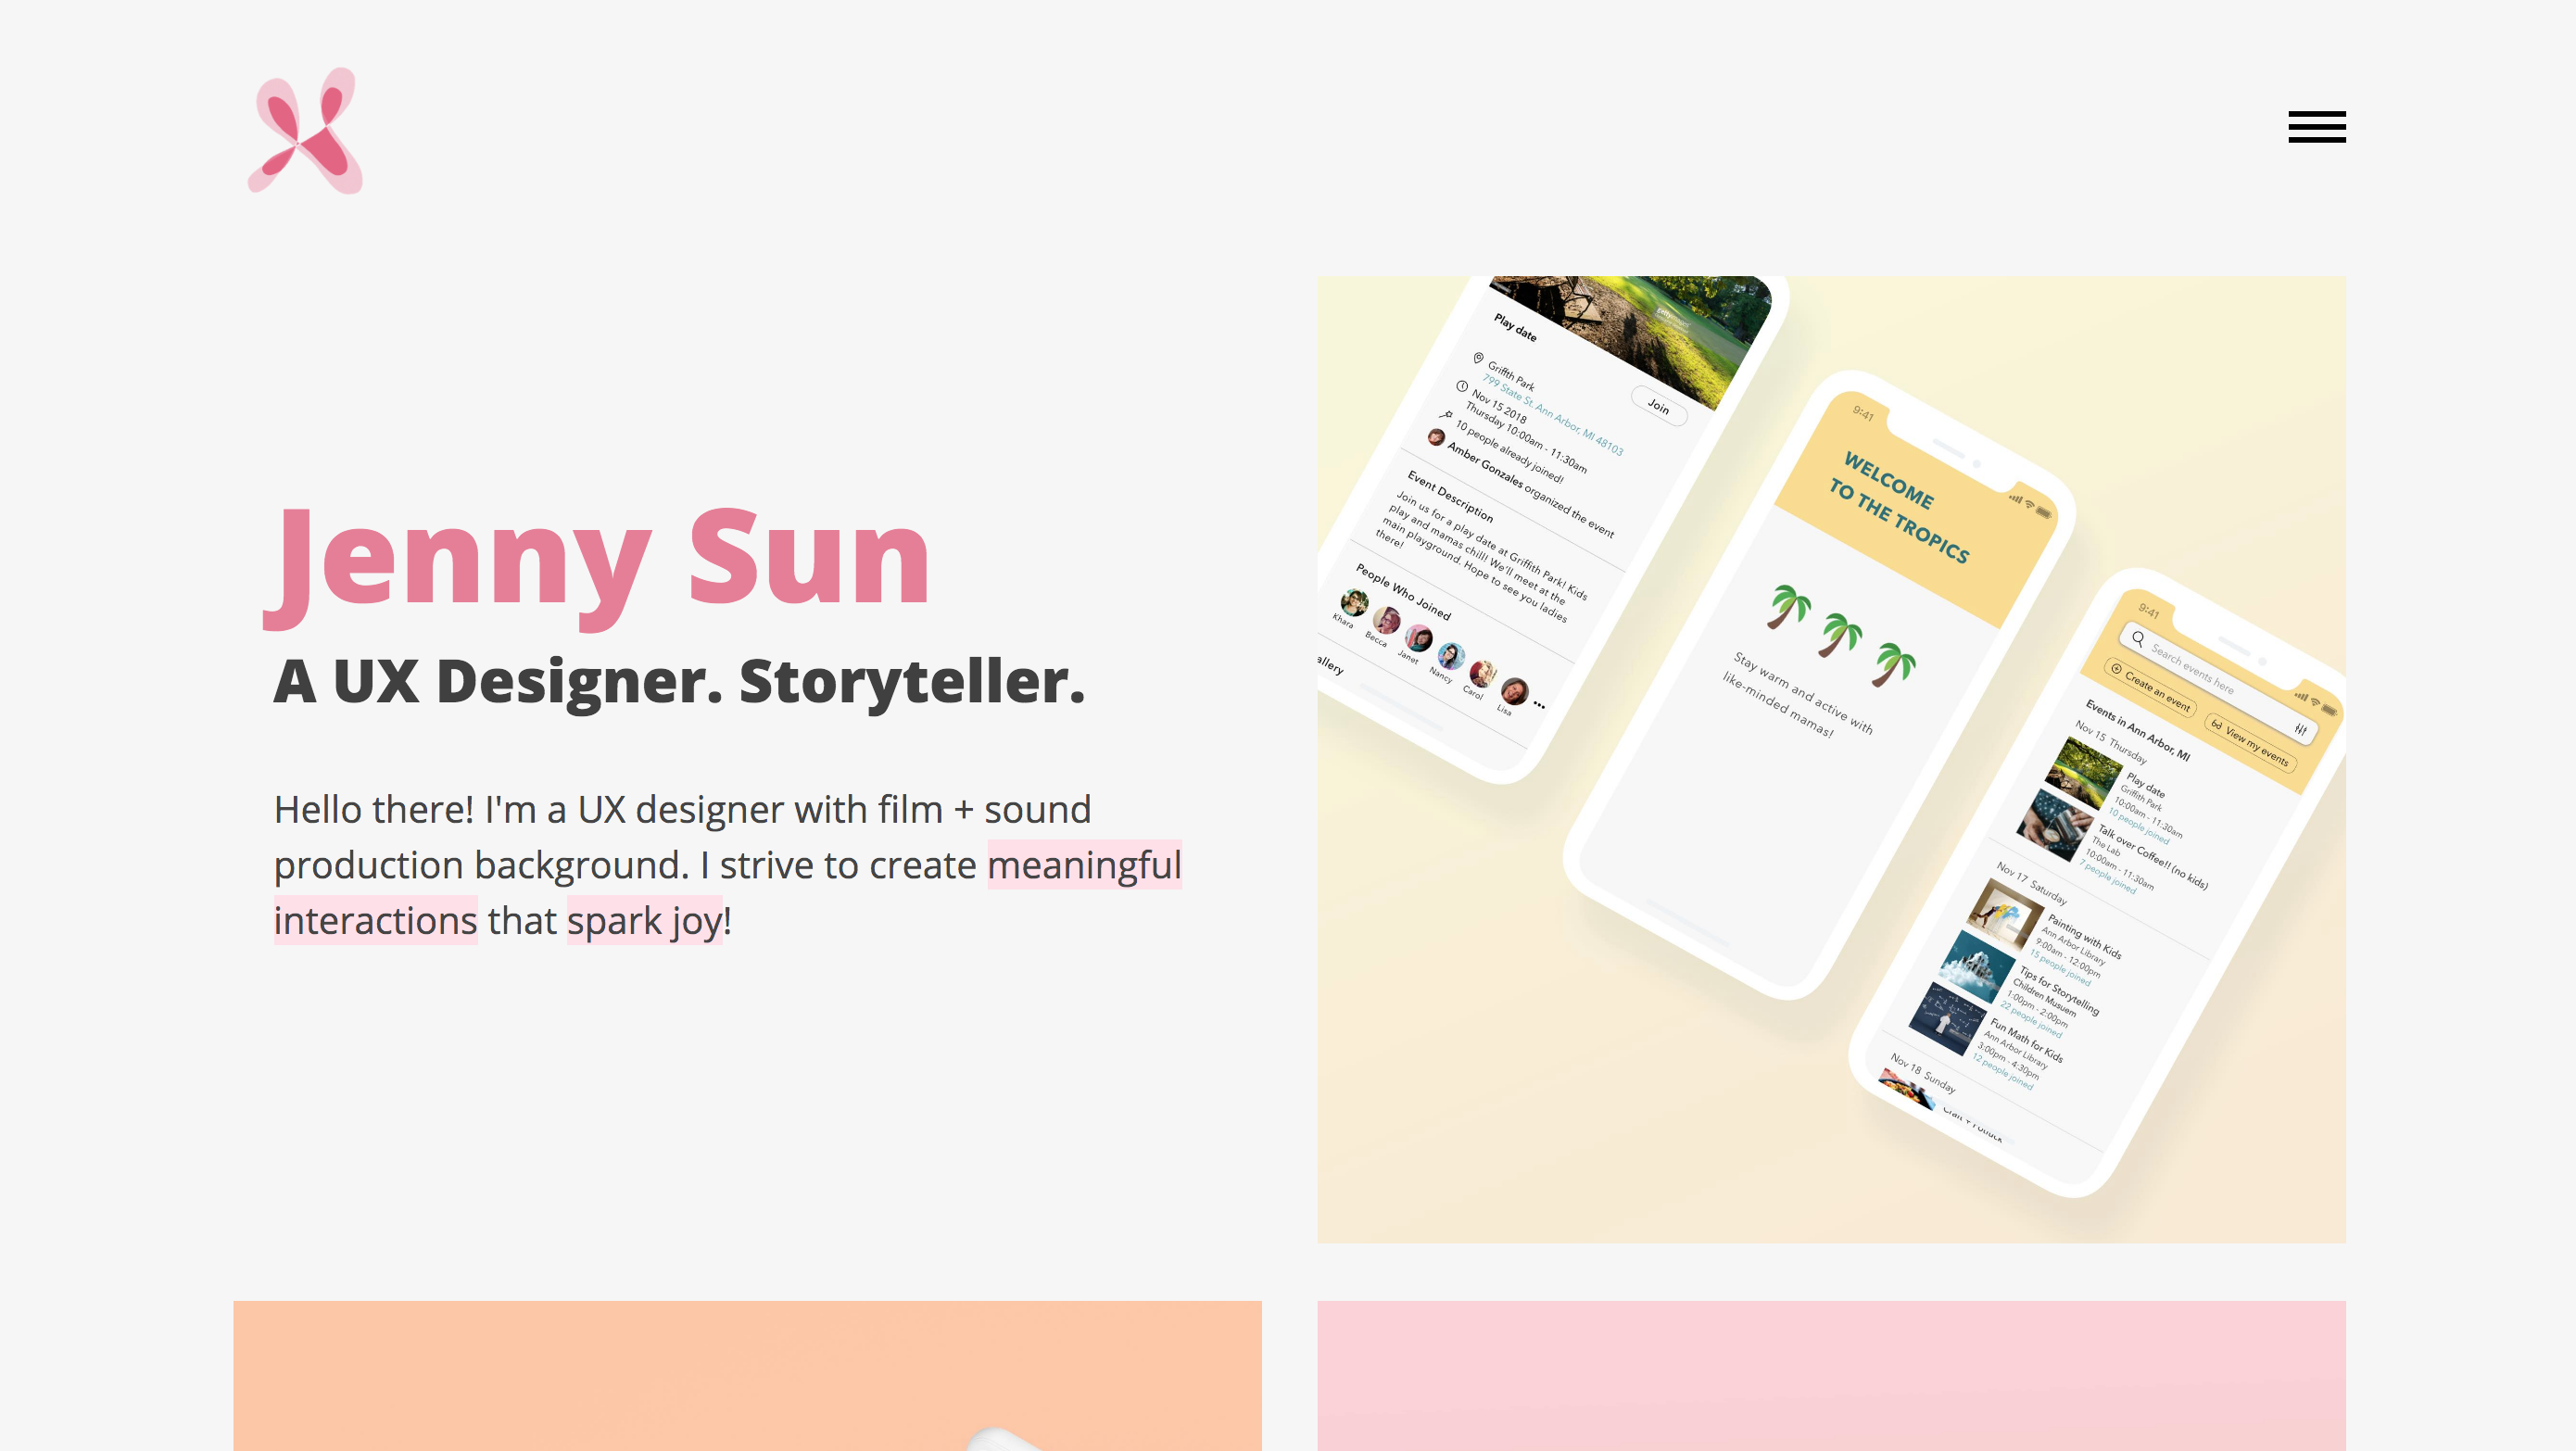 Jenny Sun
A UX Designer. Storyteller.
Hello there! I'm a UX designer with film + sound
production background. I strive to create meaningful
interactions that spark joy!
gettyimages
Play date
Griffth Park
799 State St. Ann Arbor, MI 48103
Join
Nov 15 2018
Thursday 10:00am - 11:30am
10 people already joined!
Amber Gonzales organized the event
Event Description
Join us for a play date at Griffith Park! Kids
play and mamas chill! We'll meet at the
main playground. Hope to see you ladies
there!
People Who Joined
Khara
Becca
Janet
Nancy
Carol
Lisa
allery
9:41
WELCOME
TO THE TROPICS
Stay warm and active with
like-minded mamas!
9:41
Search events here
Create an event
View my events
Events in Ann Arbor, MI
Nov 15 Thursday
Play date
Griffith Park
10:00am - 11:30am
10 people joined
Talk over Coffee!! (no kids)
The Lab
10:00am - 11:30am
7 people joined
Nov 17 Saturday
Painting with Kids
Ann Arbor Library
9:00am - 12:00pm
15 people joined
Tips for Storytelling
Children Musuem
1:00pm - 2:00pm
22 people joined
Fun Math for Kids
Ann Arbor Library
3:00pm - 4:30pm
12 people joined
Nov 18 Sunday